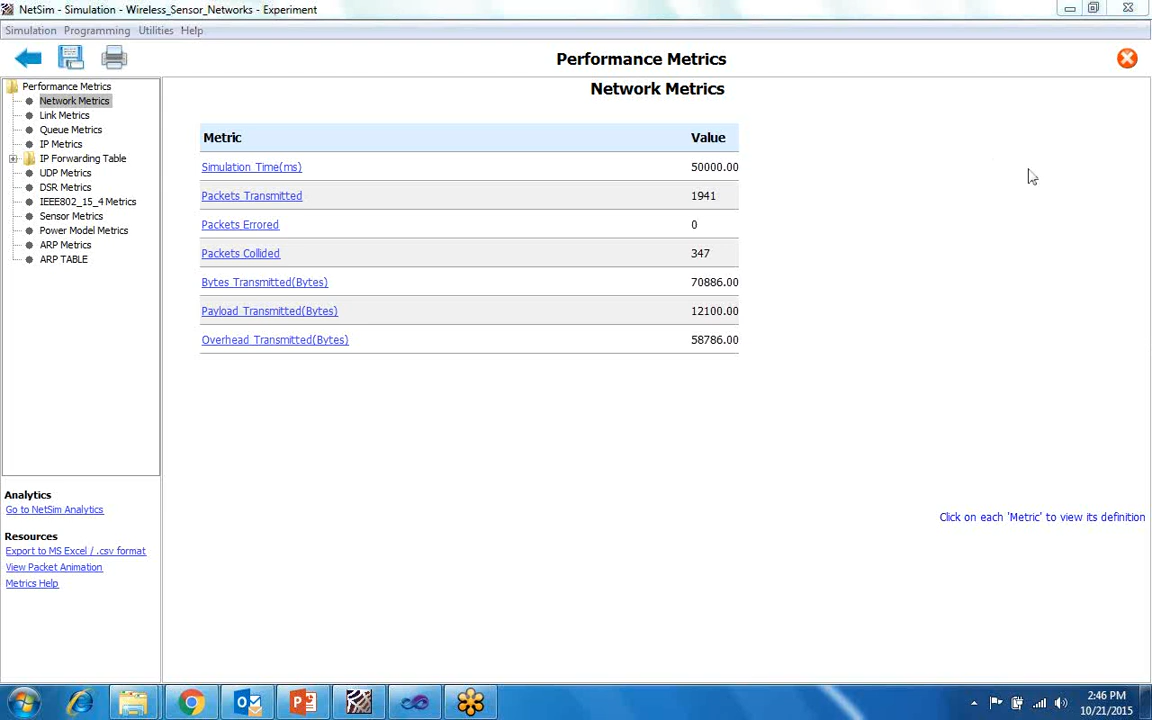 NetSim - Simulation - Wireless_Sensor_Networks - Experiment
Simulation Programming Utilities Help
Performance Metrics
Performance Metrics
Network Metrics
Link Metrics
Queue Metrics
IP Metrics
IP Forwarding Table
UDP Metrics
DSR Metrics
IEEE802_15_4 Metrics
Sensor Metrics
Power Model Metrics
ARP Metrics
ARP TABLE
Network Metrics
Metric Value
Simulation Time(ms) 50000.00
Packets Transmitted 1941
Packets Errored 0
Packets Collided 347
Bytes Transmitted(Bytes) 70886.00
Payload Transmitted(Bytes) 12100.00
Overhead Transmitted(Bytes) 58786.00
Click on each 'Metric' to view its definition
Analytics
Go to NetSim Analytics
Resources
Export to MS Excel / .csv format
View Packet Animation
Metrics Help
2:46 PM
10/21/2015